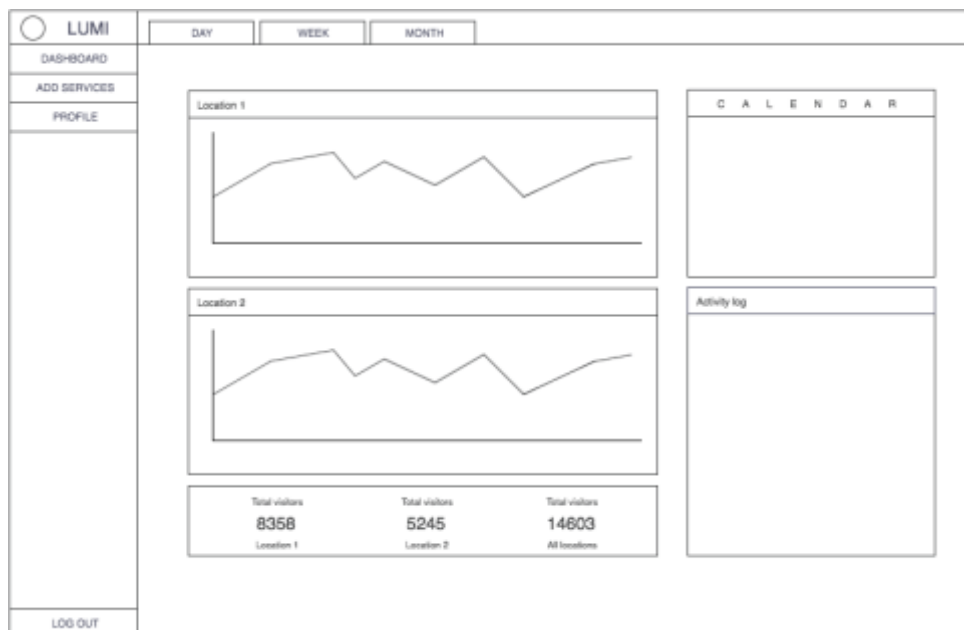 LUMI
DAY
WEEK
MONTH
DASHBOARD
ADD SERVICES
PROFILE
Location 1
CALENDAR
Location 2
Activity log
Total visitors
8358
Location 1
Total visitors
5245
Location 2
Total visitors
14603
All locations
LOG OUT